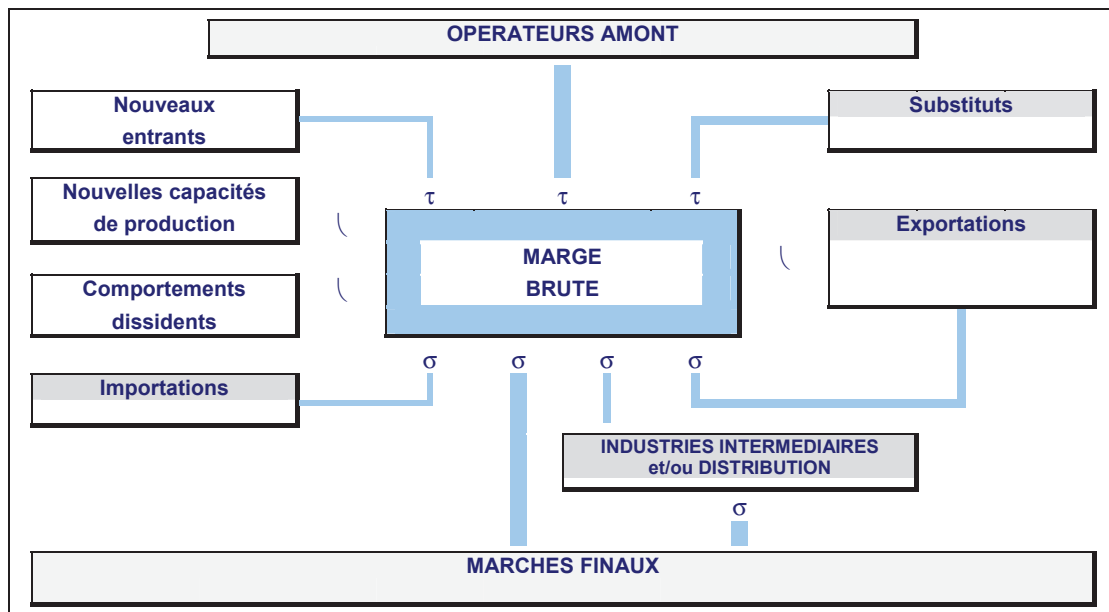 OPERATEURS AMONT
Nouveaux
entrants
Substituts
Nouvelles capacités
de production
τ
τ
τ
Exportations
MARGE
BRUTE
Comportements
dissidents
σ
σ
σ
σ
Importations
INDUSTRIES INTERMEDIAIRES
et/ou DISTRIBUTION
σ
MARCHES FINAUX